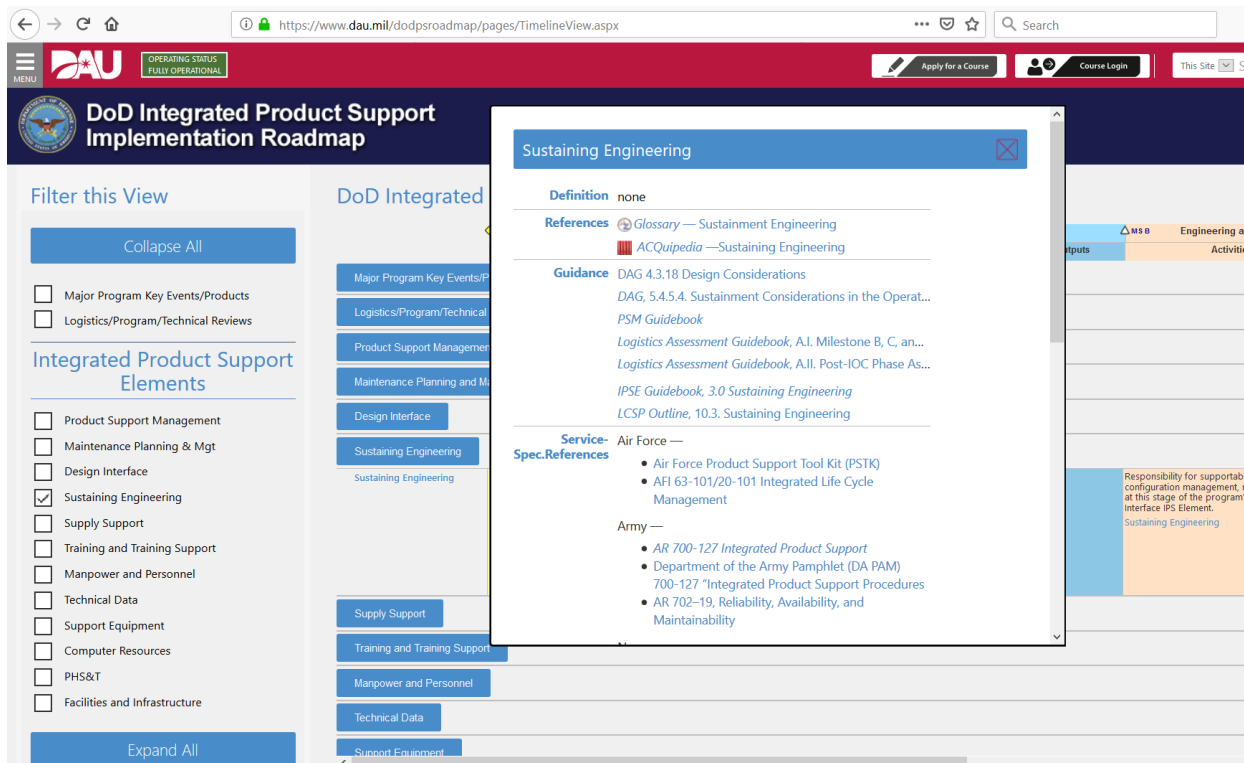 https://www.dau.mil/dodpsroadmap/pages/TimelineView.aspx
Search
MENU
DAU
OPERATING STATUS
FULLY OPERATIONAL
Apply for a Course
Course Login
This Site
DoD Integrated Product Support
Implementation Roadmap
Filter this View
Collapse All
Major Program Key Events/Products
Logistics/Program/Technical Reviews
Integrated Product Support
Elements
Product Support Management
Maintenance Planning & Mgt
Design Interface
Sustaining Engineering
Supply Support
Training and Training Support
Manpower and Personnel
Technical Data
Support Equipment
Computer Resources
PHS&T
Facilities and Infrastructure
Expand All
DoD Integrated
Major Program Key Events/P
Logistics/Program/Technical
Product Support Managemen
Maintenance Planning and M
Design Interface
Sustaining Engineering
Sustaining Engineering
Supply Support
Training and Training Support
Manpower and Personnel
Technical Data
Support Equipment
Sustaining Engineering
Definition none
References Glossary — Sustainment Engineering
ACQuipedia —Sustaining Engineering
Guidance DAG 4.3.18 Design Considerations
DAG, 5.4.5.4. Sustainment Considerations in the Operat...
PSM Guidebook
Logistics Assessment Guidebook, A.I. Milestone B, C, an...
Logistics Assessment Guidebook, A.II. Post-IOC Phase As...
IPSE Guidebook, 3.0 Sustaining Engineering
LCSP Outline, 10.3. Sustaining Engineering
Service-
Spec.References
Air Force —
• Air Force Product Support Tool Kit (PSTK)
• AFI 63-101/20-101 Integrated Life Cycle
Management
Army —
• AR 700-127 Integrated Product Support
• Department of the Army Pamphlet (DA PAM)
700-127 "Integrated Product Support Procedures
• AR 702–19, Reliability, Availability, and
Maintainability
MS B Engineering a
tputs Activiti
Responsibility for supportab
configuration management,
at this stage of the program'
Interface IPS Element.
Sustaining Engineering